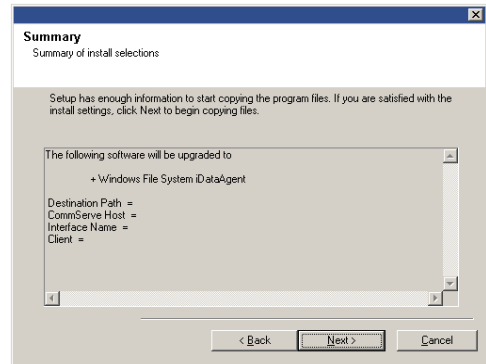 Summary
Summary of install selections
Setup has enough information to start copying the program files. If you are satisfied with the
install settings, click Next to begin copying files.
The following software will be upgraded to
+ Windows File System iDataAgent
Destination Path =
CommServe Host =
Interface Name =
Client =
< Back
Next >
Cancel